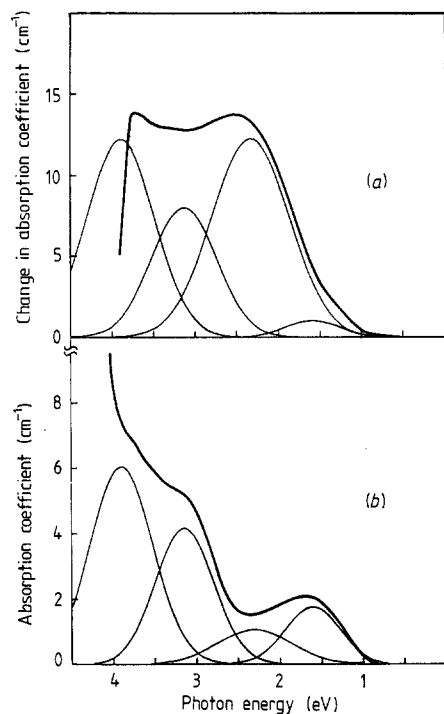 Change in absorption coefficient (cm⁻¹)
15
10
5
0
(a)
Absorption coefficient (cm⁻¹)
8
6
4
2
0
(b)
4 3 2 1
Photon energy (eV)